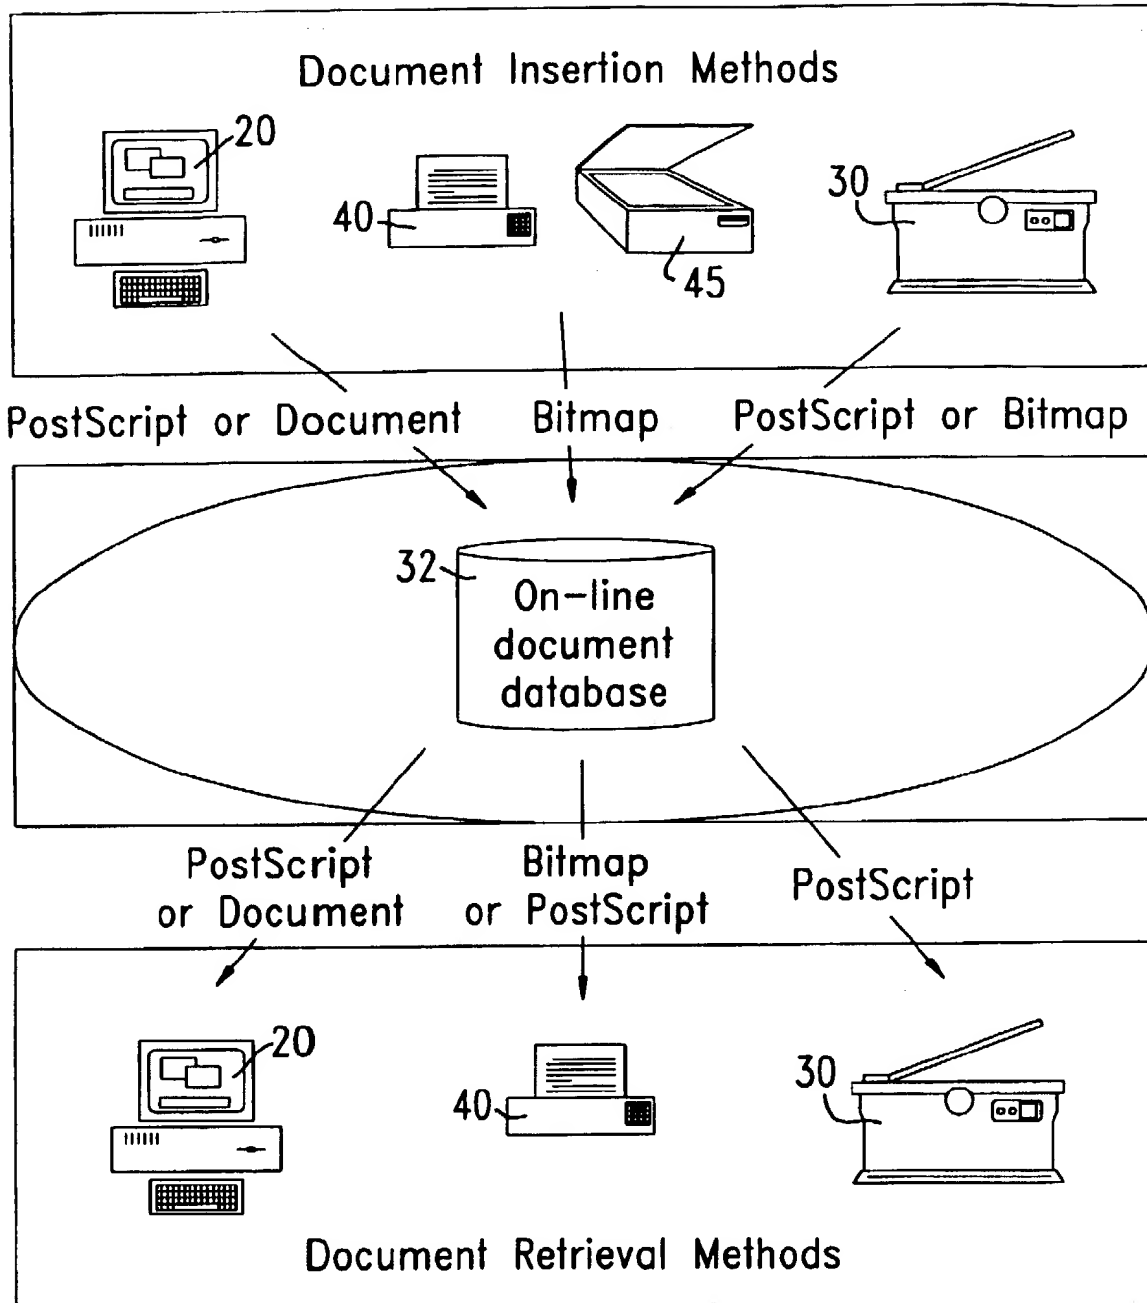 Document Insertion Methods
20
40
45
30
PostScript or Document
Bitmap
PostScript or Bitmap
32
On-line
document
database
PostScript
or Document
Bitmap
or PostScript
PostScript
20
40
30
Document Retrieval Methods